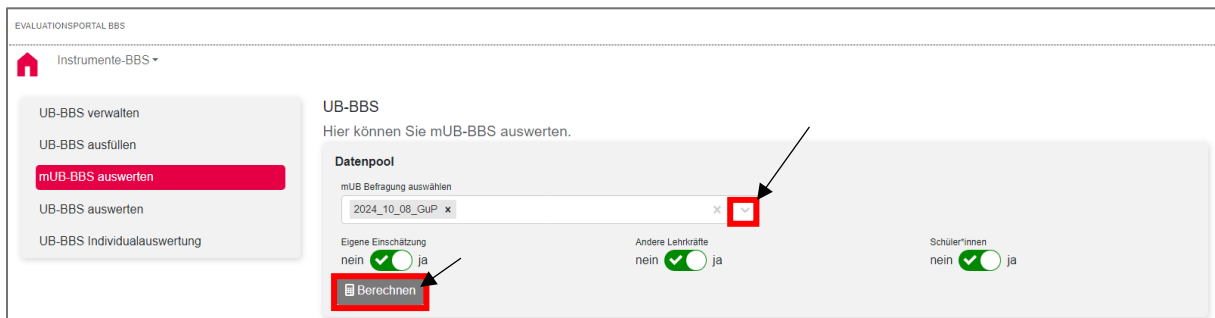 EVALUATIONSPORTAL BBS
Instrumente-BBS
UB-BBS verwalten
UB-BBS ausfüllen
mUB-BBS auswerten
UB-BBS auswerten
UB-BBS Individualauswertung
UB-BBS
Hier können Sie mUB-BBS auswerten.
Datenpool
mUB Befragung auswählen
2024_10_08_GuP x
Eigene Einschätzung
nein ja
Andere Lehrkräfte
nein ja
Schüler*innen
nein ja
Berechnen